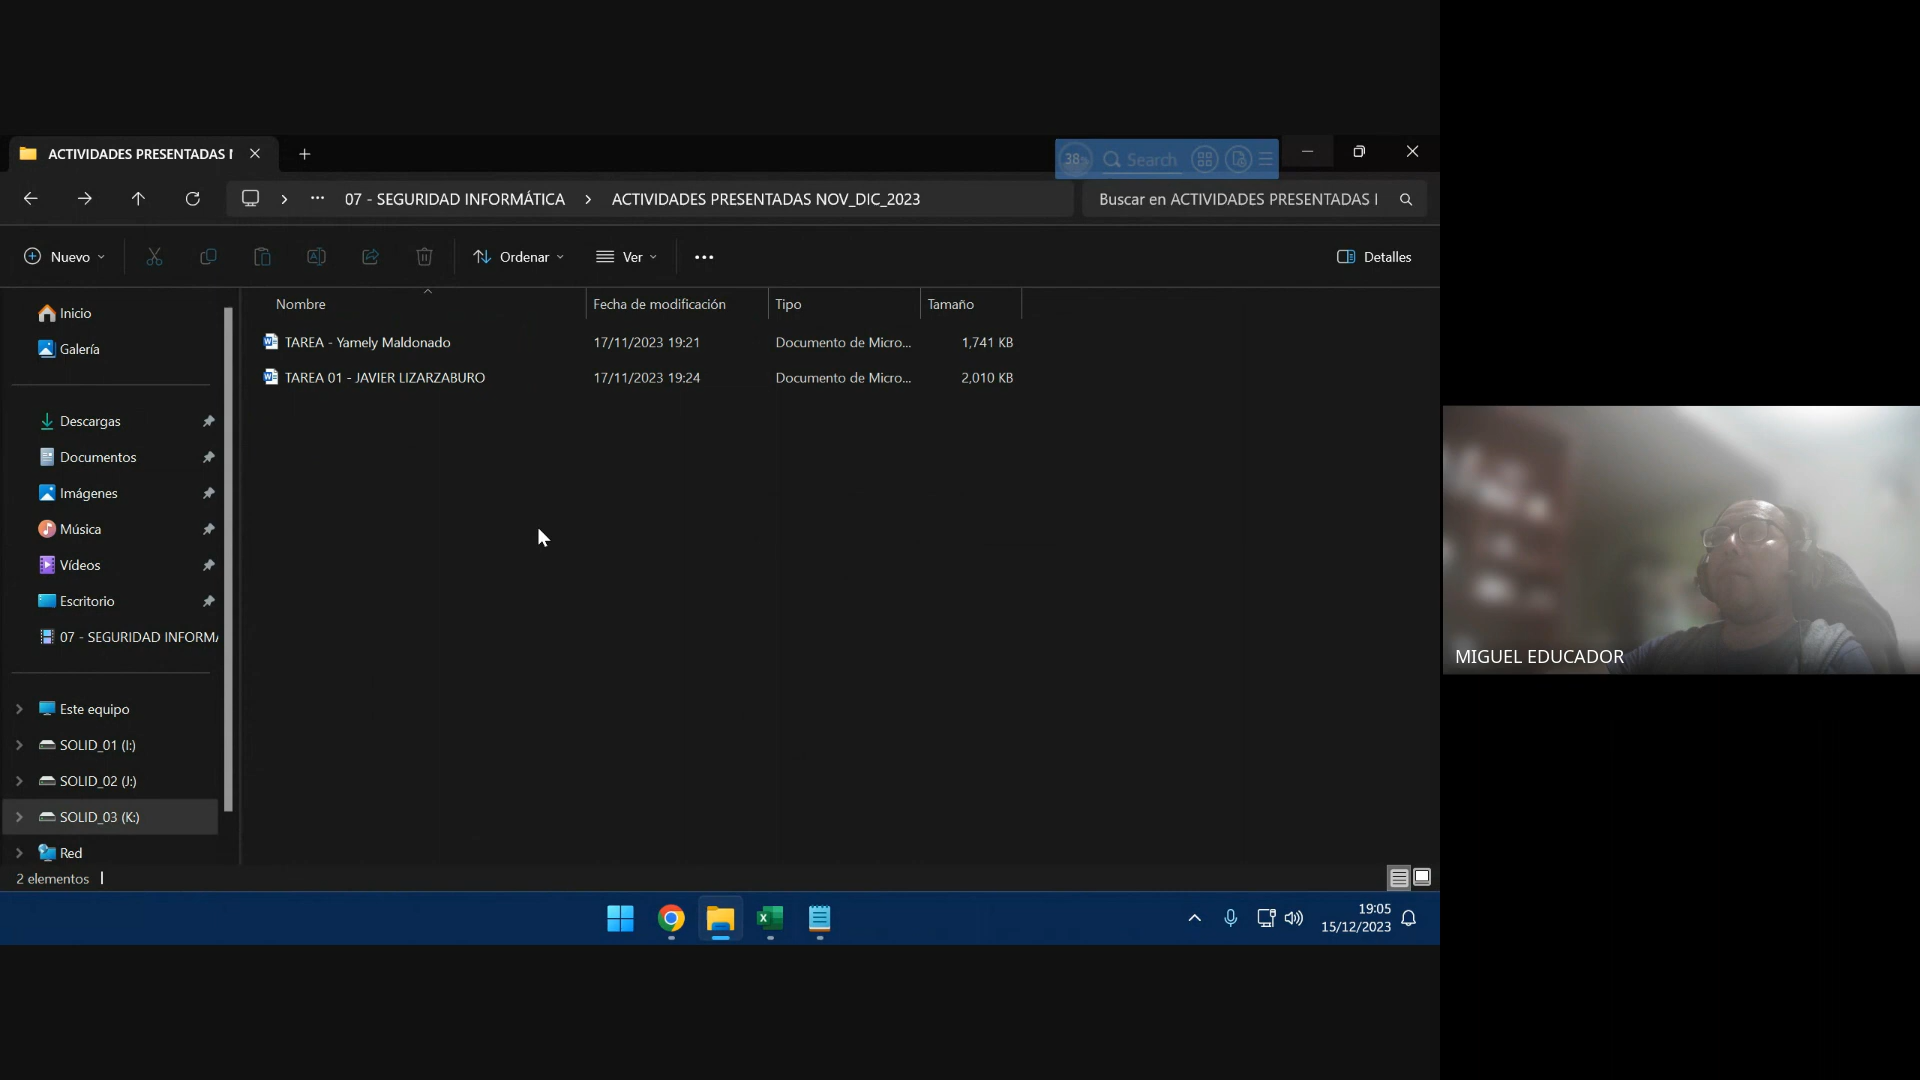 ACTIVIDADES PRESENTADAS
38%
Search
07 - SEGURIDAD INFORMÁTICA
ACTIVIDADES PRESENTADAS NOV_DIC_2023
Buscar en ACTIVIDADES PRESENTADAS
Nuevo
Ordenar
Ver
Detalles
Nombre
Fecha de modificación
Tipo
Tamaño
TAREA - Yamely Maldonado
17/11/2023 19:21
Documento de Micro...
1,741 KB
TAREA 01 - JAVIER LIZARZABURO
17/11/2023 19:24
Documento de Micro...
2,010 KB
Inicio
Galería
Descargas
Documentos
Imágenes
Música
Vídeos
Escritorio
07 - SEGURIDAD INFORMA
Este equipo
SOLID_01 (I:)
SOLID_02 (J:)
SOLID_03 (K:)
Red
2 elementos
19:05
15/12/2023
MIGUEL EDUCADOR